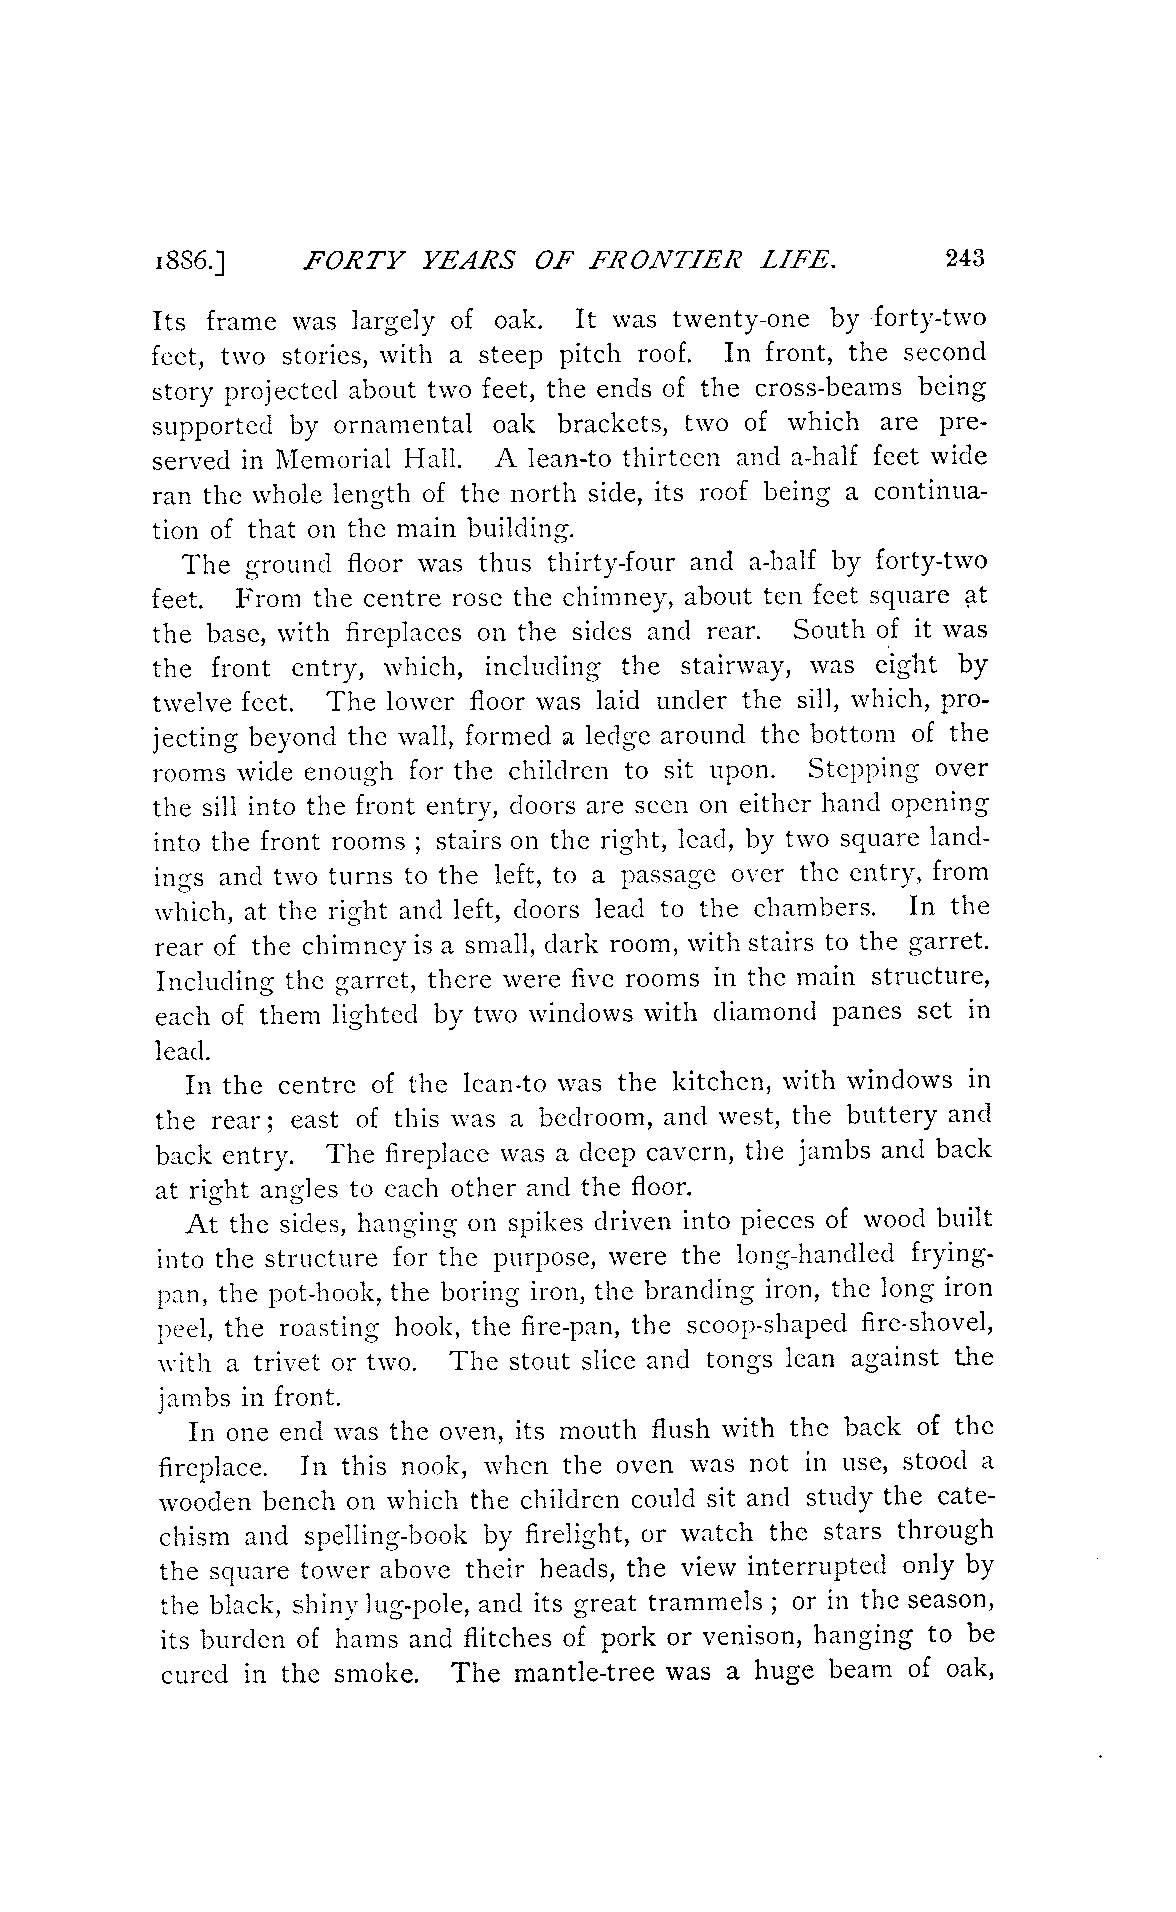 1886.] FORTY YEARS OF FRONTIER LIFE. 243
Its frame was largely of oak. It was twenty-one by forty-two
feet, two stories, with a steep pitch roof. In front, the second
story projected about two feet, the ends of the cross-beams being
supported by ornamental oak brackets, two of which are pre-
served in Memorial Hall. A lean-to thirteen and a-half feet wide
ran the whole length of the north side, its roof being a continua-
tion of that on the main building.
The ground floor was thus thirty-four and a-half by forty-two
feet. From the centre rose the chimney, about ten feet square at
the base, with fireplaces on the sides and rear. South of it was
the front entry, which, including the stairway, was eight by
twelve feet. The lower floor was laid under the sill, which, pro-
jecting beyond the wall, formed a ledge around the bottom of the
rooms wide enough for the children to sit upon. Stepping over
the sill into the front entry, doors are seen on either hand opening
into the front rooms ; stairs on the right, lead, by two square land-
ings and two turns to the left, to a passage over the entry, from
which, at the right and left, doors lead to the chambers. In the
rear of the chimney is a small, dark room, with stairs to the garret.
Including the garret, there were five rooms in the main structure,
each of them lighted by two windows with diamond panes set in
lead.
In the centre of the lean-to was the kitchen, with windows in
the rear; east of this was a bedroom, and west, the buttery and
back entry. The fireplace was a deep cavern, the jambs and back
at right angles to each other and the floor.
At the sides, hanging on spikes driven into pieces of wood built
into the structure for the purpose, were the long-handled frying-
pan, the pot-hook, the boring iron, the branding iron, the long iron
peel, the roasting hook, the fire-pan, the scoop-shaped fire-shovel,
with a trivet or two. The stout slice and tongs lean against the
jambs in front.
In one end was the oven, its mouth flush with the back of the
fireplace. In this nook, when the oven was not in use, stood a
wooden bench on which the children could sit and study the cate-
chism and spelling-book by firelight, or watch the stars through
the square tower above their heads, the view interrupted only by
the black, shiny lug-pole, and its great trammels ; or in the season,
its burden of hams and flitches of pork or venison, hanging to be
cured in the smoke. The mantle-tree was a huge beam of oak,